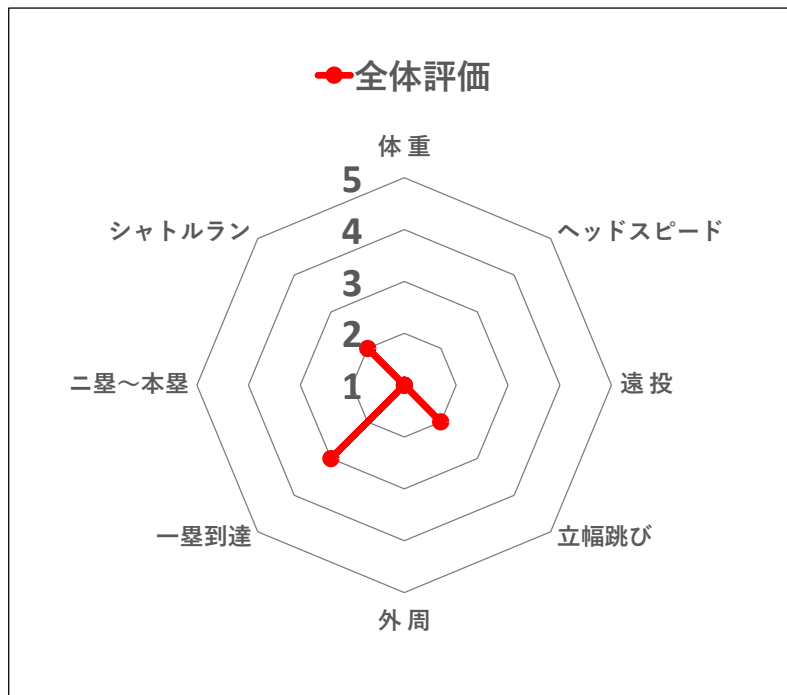 全体評価
体 重
5
シャトルラン
ヘッドスピード
4
3
2
二塁～本塁
1
遠 投
一塁到達
立幅跳び
外 周